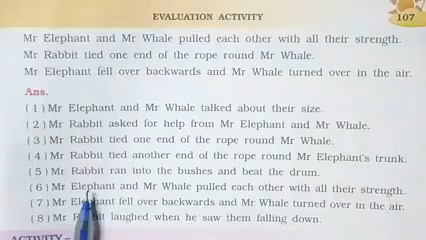 EVALUATION ACTIVITY 107
Mr Elephant and Mr Whale pulled each other with all their strength.
Mr Rabbit tied one end of the rope round Mr Whale.
Mr Elephant fell over backwards and Mr Whale turned over in the air.
Ans.
(1) Mr Elephant and Mr Whale talked about their size.
(2) Mr Rabbit asked for help from Mr Elephant and Mr Whale.
(3) Mr Rabbit tied one end of the rope round Mr Whale.
(4) Mr Rabbit tied another end of the rope round Mr Elephant's trunk.
(5) Mr Rabbit ran into the bushes and beat the drum.
(6) Mr Elephant and Mr Whale pulled each other with all their strength.
(7) Mr Elephant fell over backwards and Mr Whale turned over in the air.
(8) Mr Rabbit laughed when he saw them falling down.
ACTIVITY –